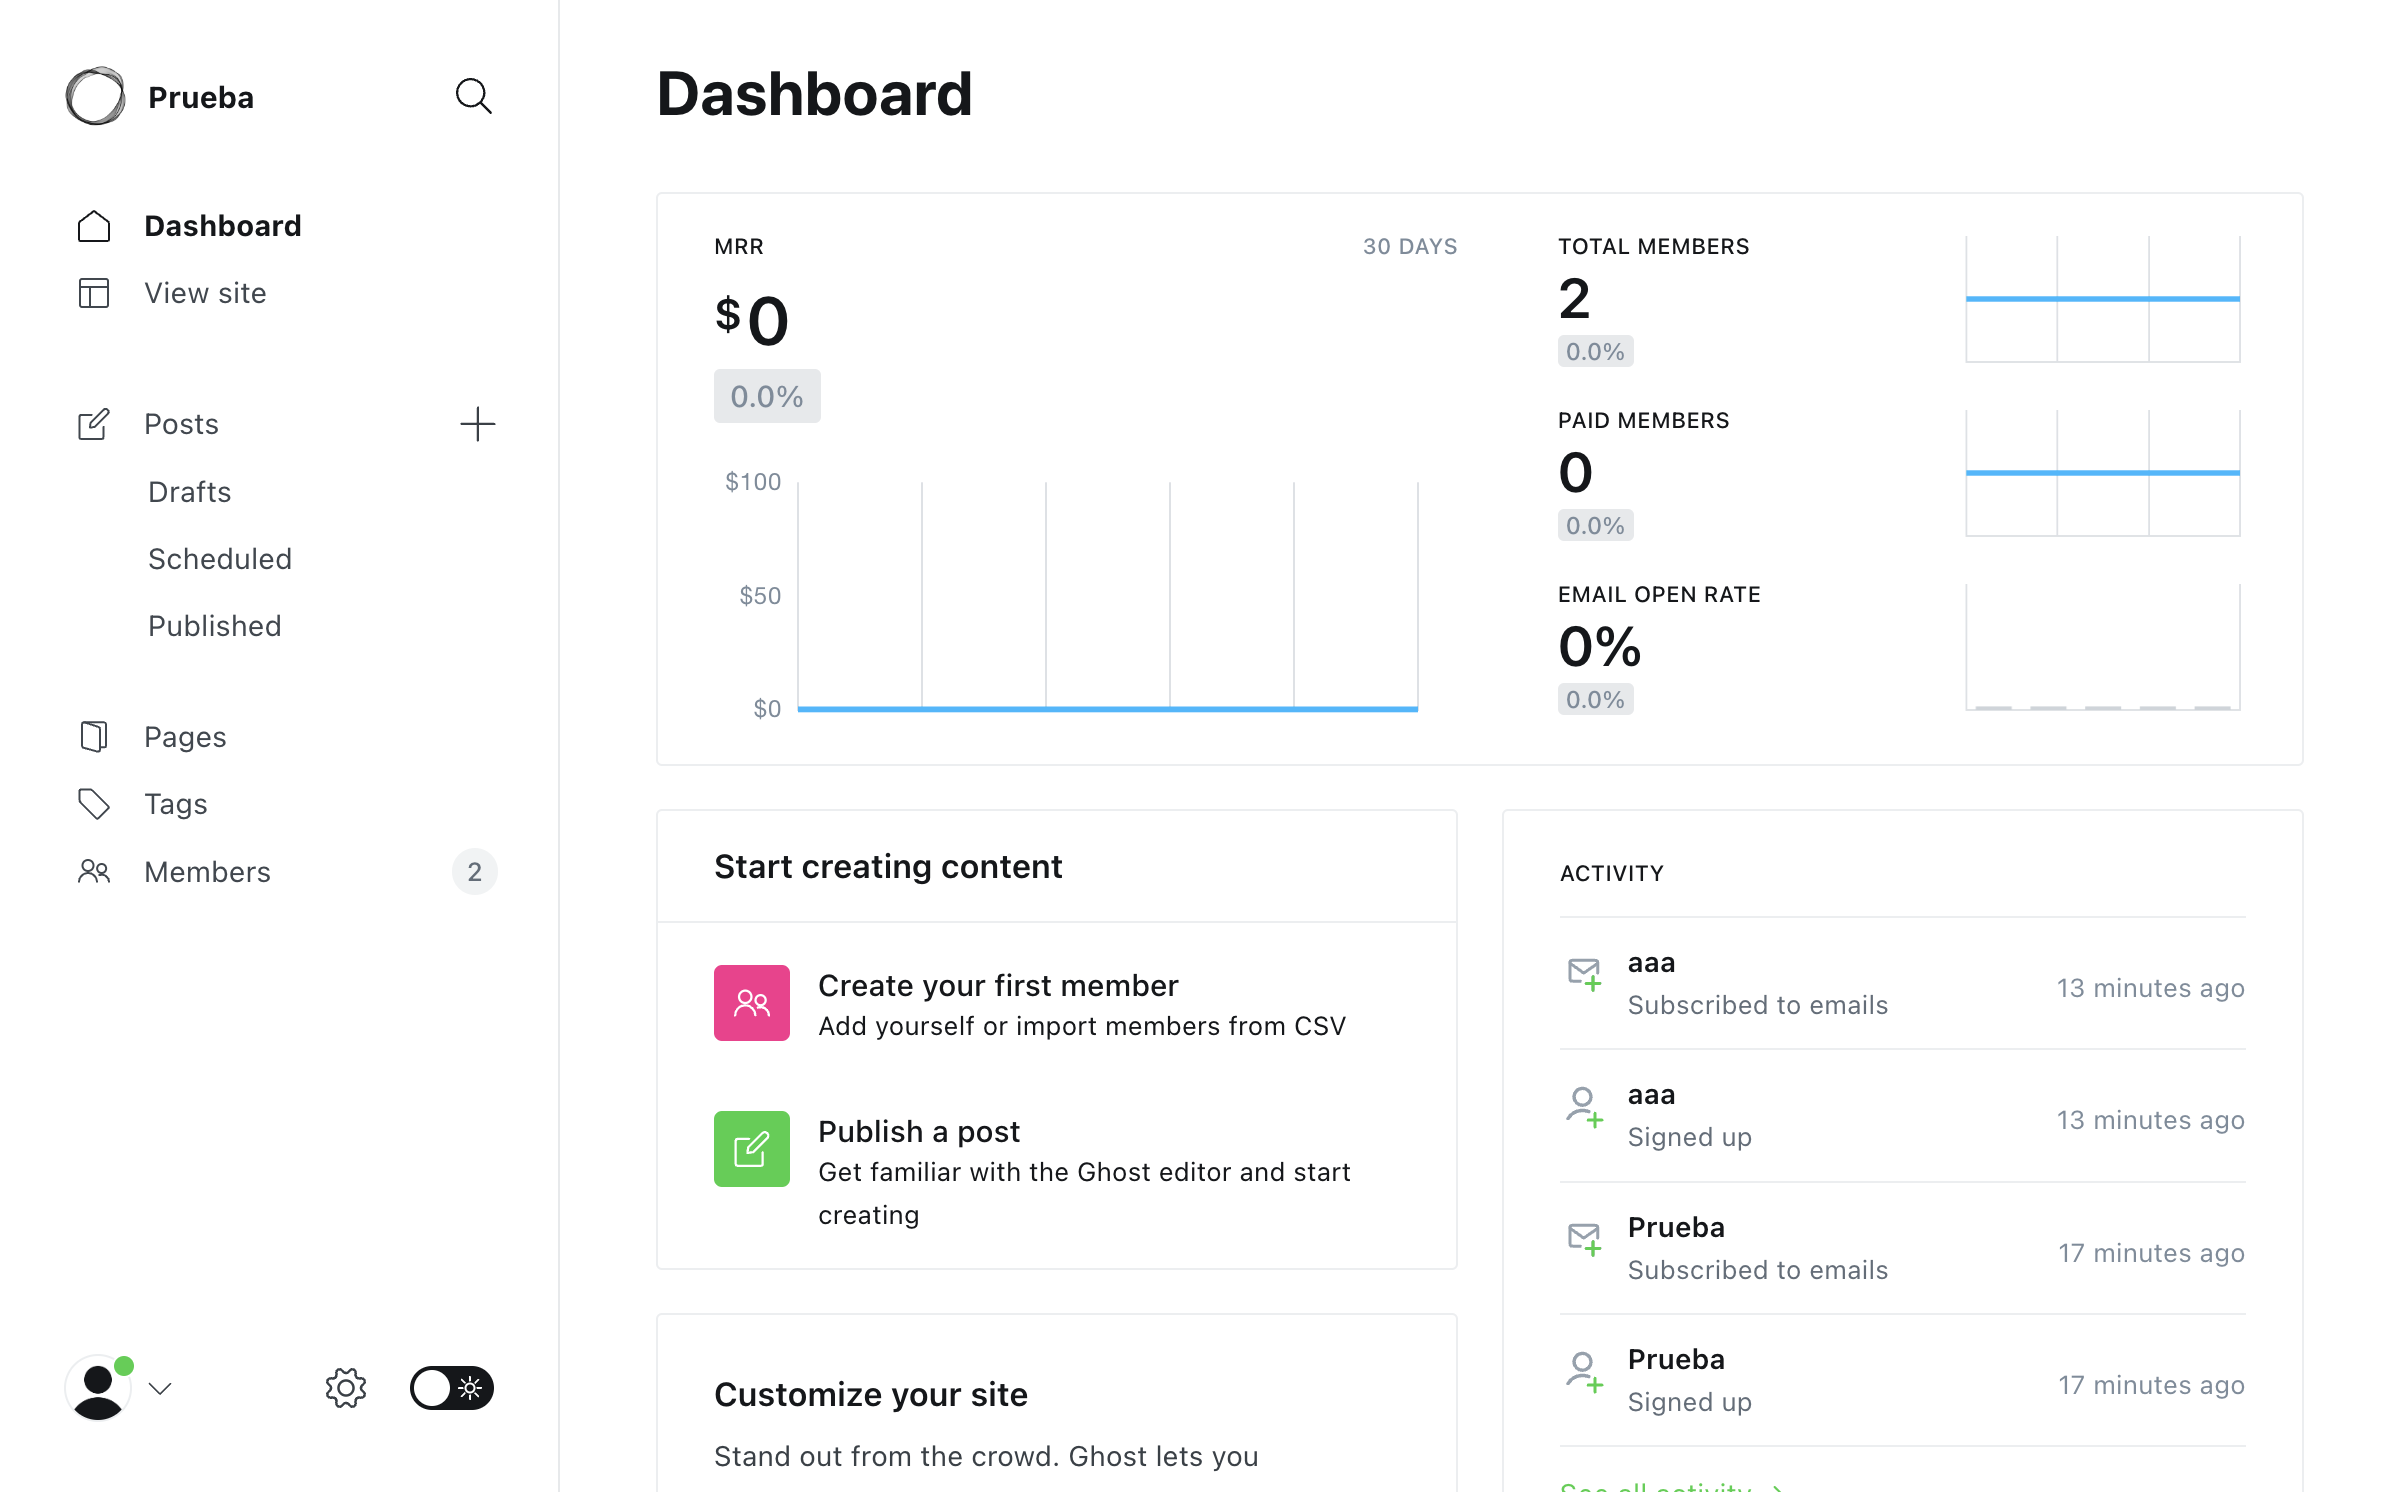 Prueba
Dashboard
View site
Posts
Drafts
Scheduled
Published
Pages
Tags
Members
2
Dashboard
MRR
30 DAYS
$0
0.0%
$100
$50
$0
TOTAL MEMBERS
2
0.0%
PAID MEMBERS
0
0.0%
EMAIL OPEN RATE
0%
0.0%
Start creating content
Create your first member
Add yourself or import members from CSV
Publish a post
Get familiar with the Ghost editor and start
creating
Customize your site
Stand out from the crowd. Ghost lets you
ACTIVITY
aaa
Subscribed to emails
13 minutes ago
aaa
Signed up
13 minutes ago
Prueba
Subscribed to emails
17 minutes ago
Prueba
Signed up
17 minutes ago
See all activity